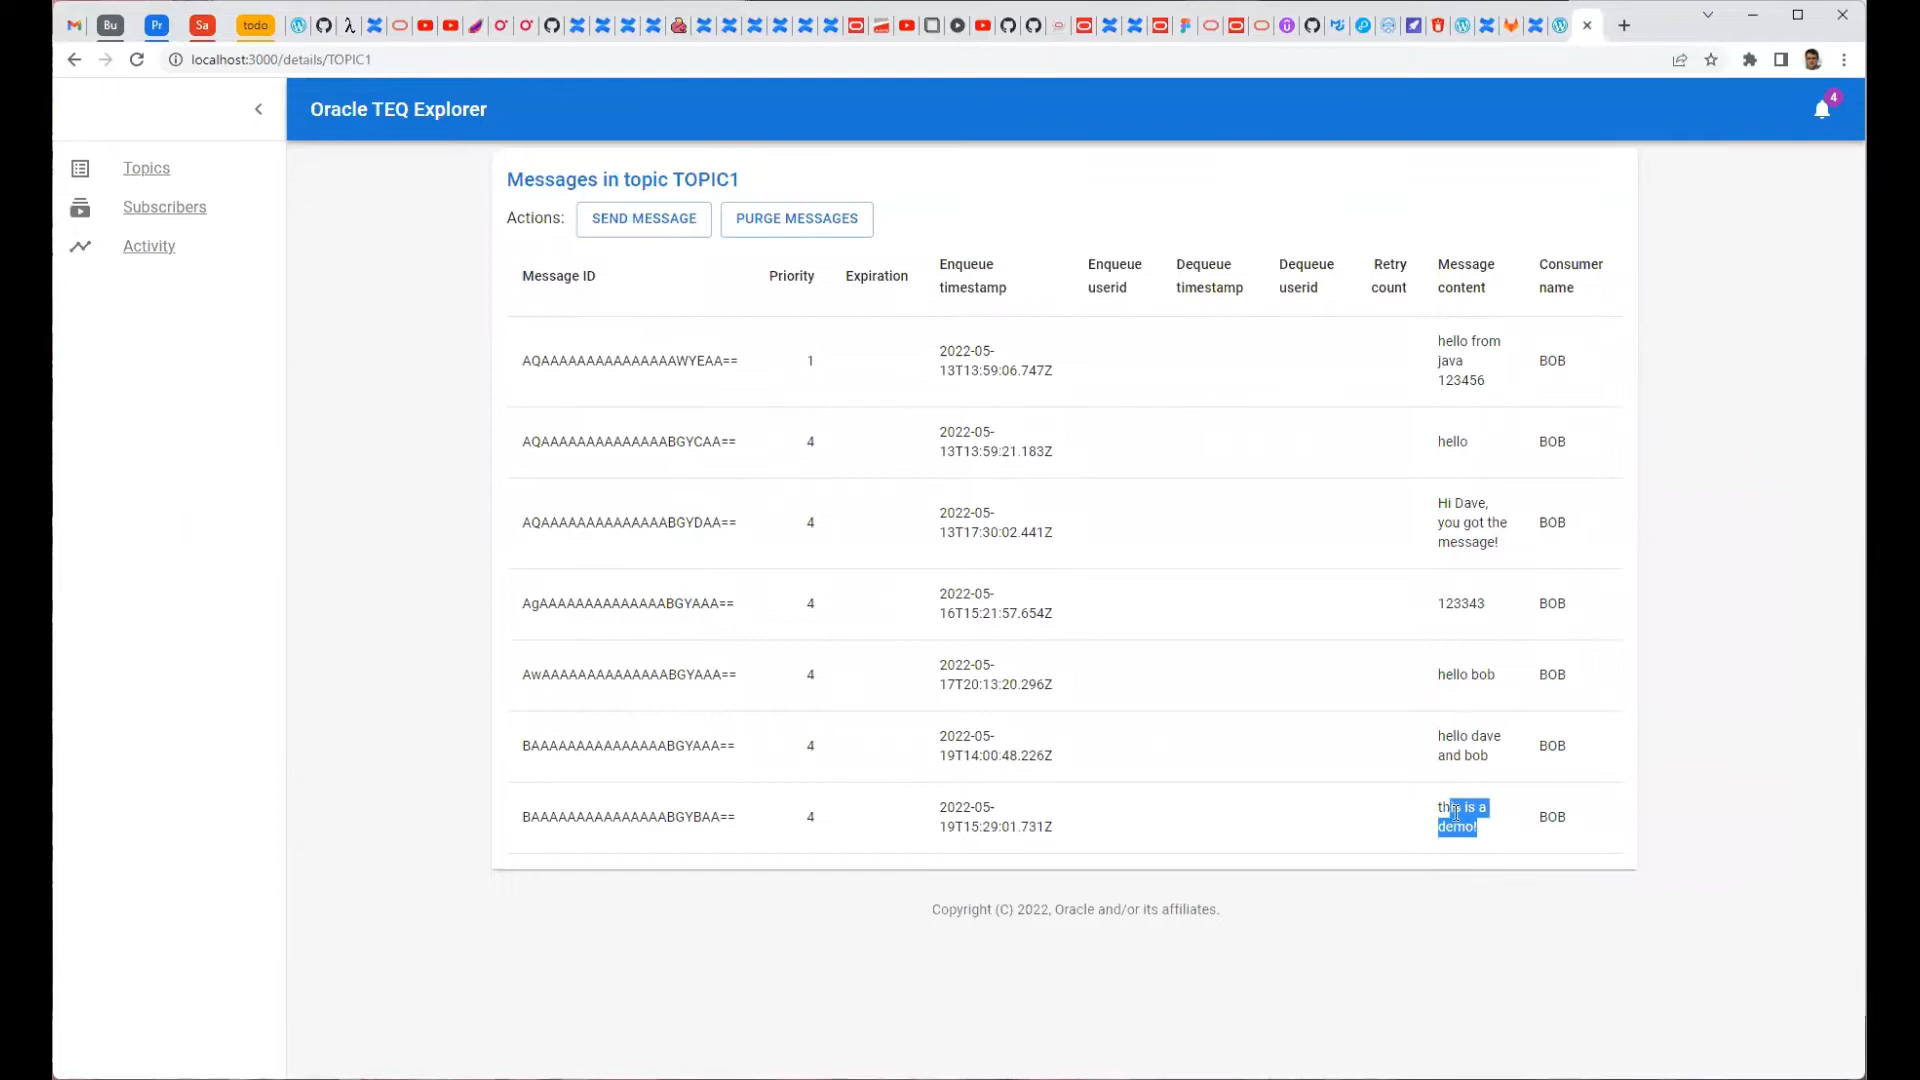 Bu Pr Sa todo
localhost:3000/details/TOPIC1
Oracle TEQ Explorer
4
Topics
Subscribers
Activity
Messages in topic TOPIC1
Actions: SEND MESSAGE PURGE MESSAGES
Message ID Priority Expiration Enqueue timestamp Enqueue userid Dequeue timestamp Dequeue userid Retry count Message content Consumer name
AQAAAAAAAAAAAAAAAWYEAA== 1 2022-05-13T13:59:06.747Z hello from java 123456 BOB
AQAAAAAAAAAAAAAABGYCAA== 4 2022-05-13T13:59:21.183Z hello BOB
AQAAAAAAAAAAAAAABGYDAA== 4 2022-05-13T17:30:02.441Z Hi Dave, you got the message! BOB
AgAAAAAAAAAAAAAABGYAAA== 4 2022-05-16T15:21:57.654Z 123343 BOB
AwAAAAAAAAAAAAAABGYAAA== 4 2022-05-17T20:13:20.296Z hello bob BOB
BAAAAAAAAAAAAAAABGYAAA== 4 2022-05-19T14:00:48.226Z hello dave and bob BOB
BAAAAAAAAAAAAAAABGYBAA== 4 2022-05-19T15:29:01.731Z this is a demo! BOB
Copyright (C) 2022, Oracle and/or its affiliates.